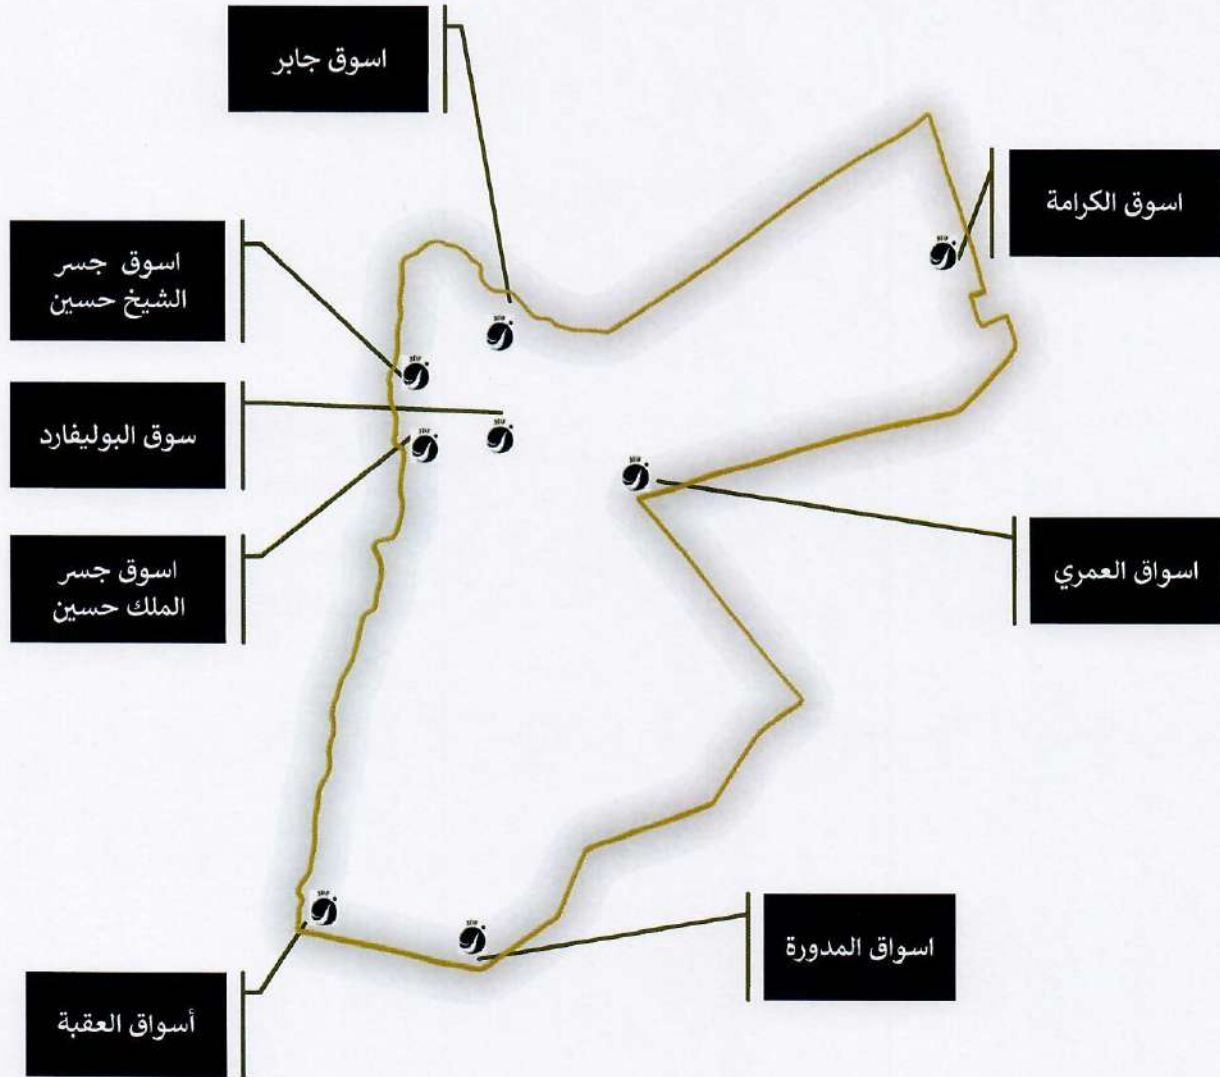 اسوق جابر
اسوق الكرامة
اسوق جسر
الشيخ حسين
سوق البوليفارد
اسوق جسر
الملك حسين
اسواق العمري
اسواق المدورة
أسواق العقبة